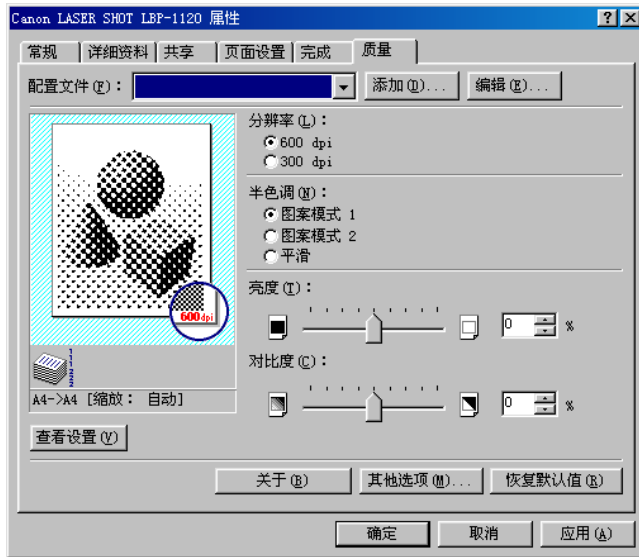 Canon LASER SHOT LBP-1120 属性
常规 详细资料 共享 页面设置 完成 质量
配置文件(F): 添加(D)... 编辑(E)...
分辨率(L):
600 dpi
300 dpi
半色调(N):
图案模式 1
图案模式 2
平滑
600dpi
亮度(T):
0 %
对比度(C):
0 %
1
1
2
2
A4->A4 [缩放: 自动]
查看设置(V)
关于(B) 其他选项(M)... 恢复默认值(R)
确定 取消 应用(A)